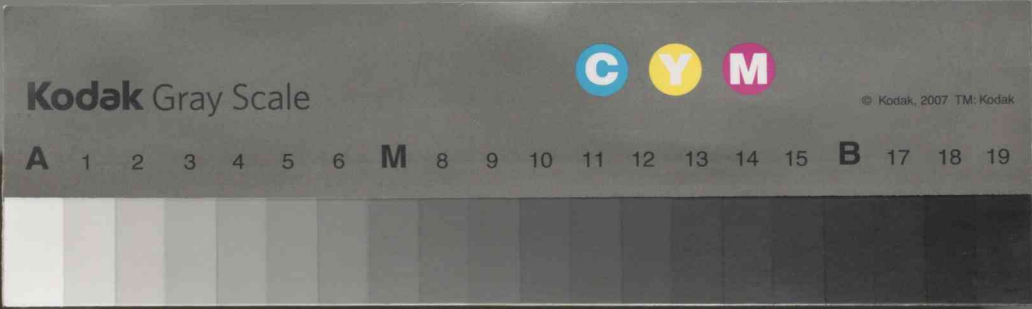 C Y M
Kodak Gray Scale
© Kodak, 2007 TM: Kodak
A 1 2 3 4 5 6 M 8 9 10 11 12 13 14 15 B 17 18 19